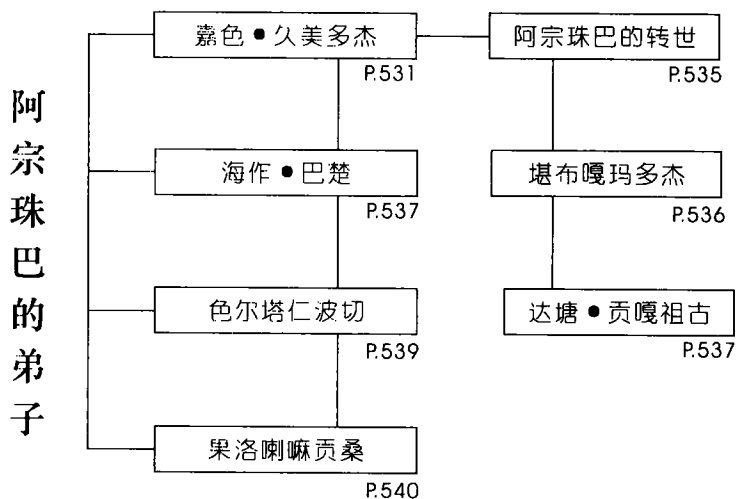 阿宗珠巴的弟子
嘉色●久美多杰
P.531
阿宗珠巴的转世
P.535
海作●巴楚
P.537
堪布嘎玛多杰
P.536
色尔塔仁波切
P.539
达塘●贡嘎祖古
P.537
果洛喇嘛贡桑
P.540